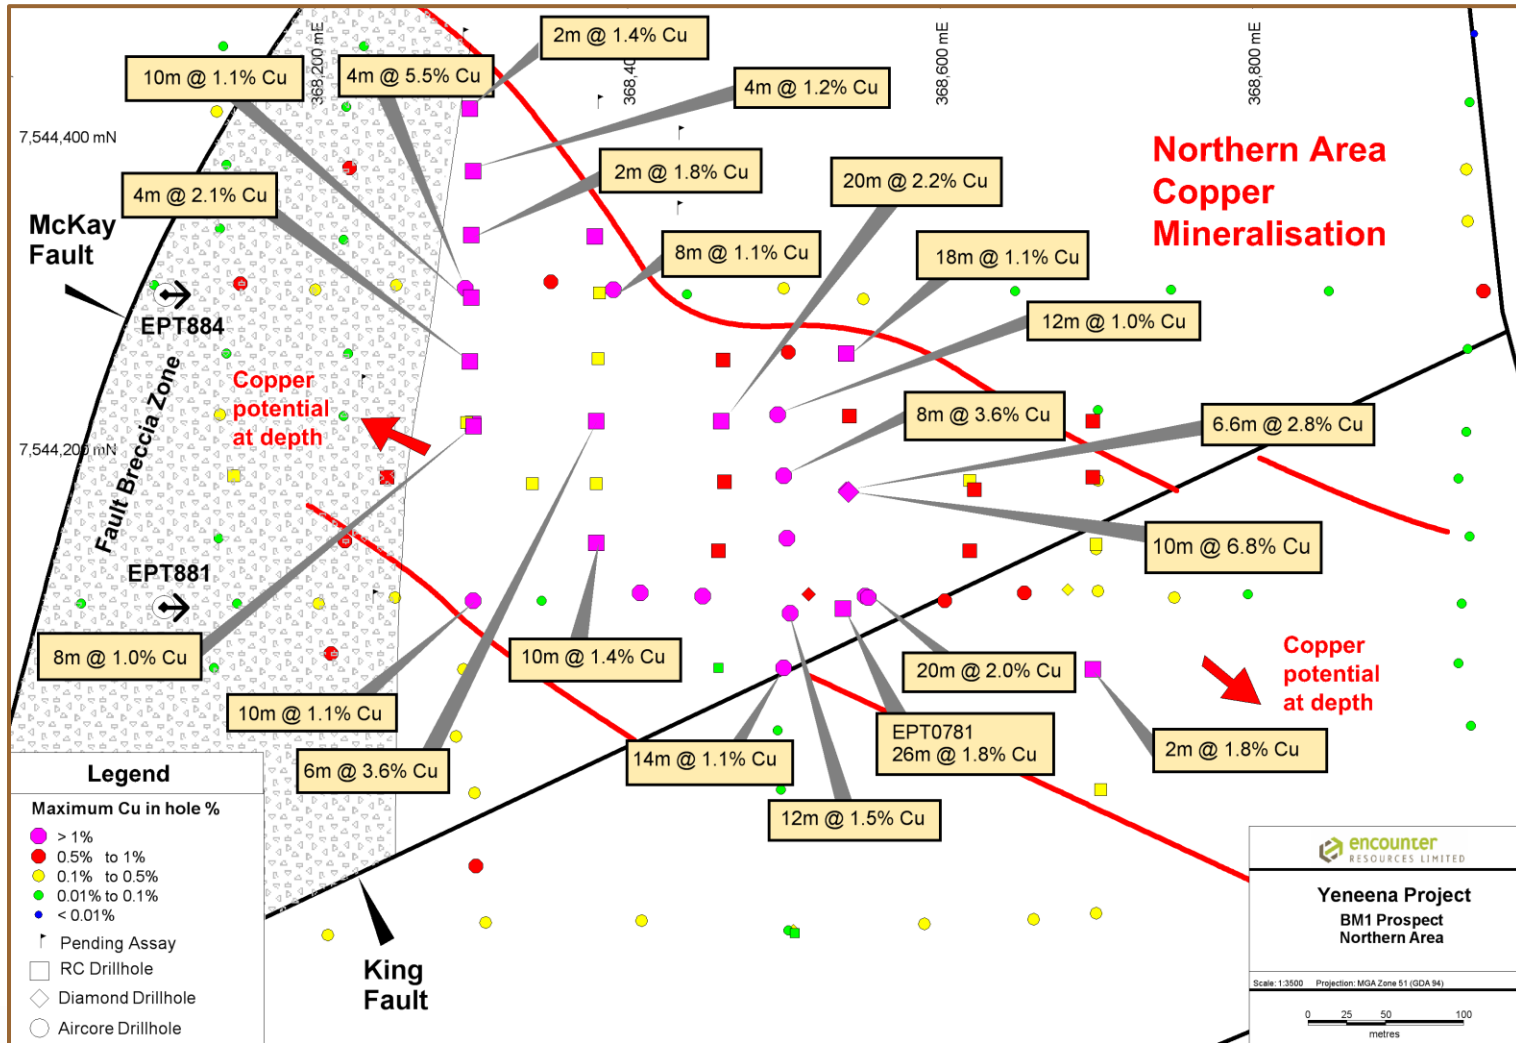 2m @ 1.4% Cu
10m @ 1.1% Cu
4m @ 5.5% Cu
368,200 mE
368,400
4m @ 1.2% Cu
368,600 mE
368,800 mE
7,544,400 mN
Northern Area
Copper
Mineralisation
2m @ 1.8% Cu
20m @ 2.2% Cu
4m @ 2.1% Cu
McKay
Fault
8m @ 1.1% Cu
18m @ 1.1% Cu
EPT884
12m @ 1.0% Cu
Fault Breccia Zone
Copper
potential
at depth
8m @ 3.6% Cu
6.6m @ 2.8% Cu
7,544,200 mN
10m @ 6.8% Cu
EPT881
8m @ 1.0% Cu
10m @ 1.4% Cu
20m @ 2.0% Cu
Copper
potential
at depth
10m @ 1.1% Cu
EPT0781
26m @ 1.8% Cu
14m @ 1.1% Cu
2m @ 1.8% Cu
6m @ 3.6% Cu
12m @ 1.5% Cu
Legend
Maximum Cu in hole %
> 1%
0.5% to 1%
0.1% to 0.5%
0.01% to 0.1%
< 0.01%
Pending Assay
RC Drillhole
Diamond Drillhole
Aircore Drillhole
King
Fault
encounter
RESOURCES LIMITED
Yeneena Project
BM1 Prospect
Northern Area
Scale: 1:3500 Projection: MGA Zone 51 (GDA 94)
0 25 50 100
metres